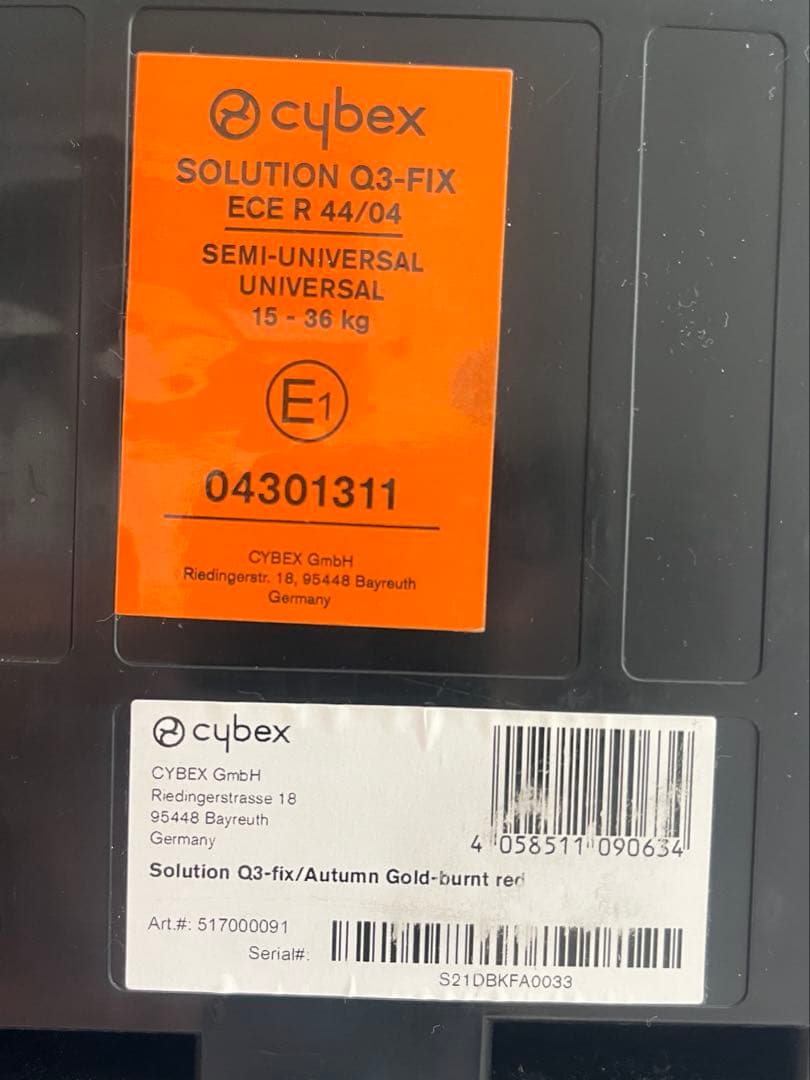 cybex
SOLUTION Q3-FIX
ECE R 44/04
SEMI-UNIVERSAL
UNIVERSAL
15 - 36 kg
E1
04301311
CYBEX GmbH
Riedingerstr. 18, 95448 Bayreuth
Germany
cybex
CYBEX GmbH
Riedingerstrasse 18
95448 Bayreuth
Germany
4 058511 090634
Solution Q3-fix/Autumn Gold-burnt red
Art.#: 517000091
Serial#:
S21DBKFA0033